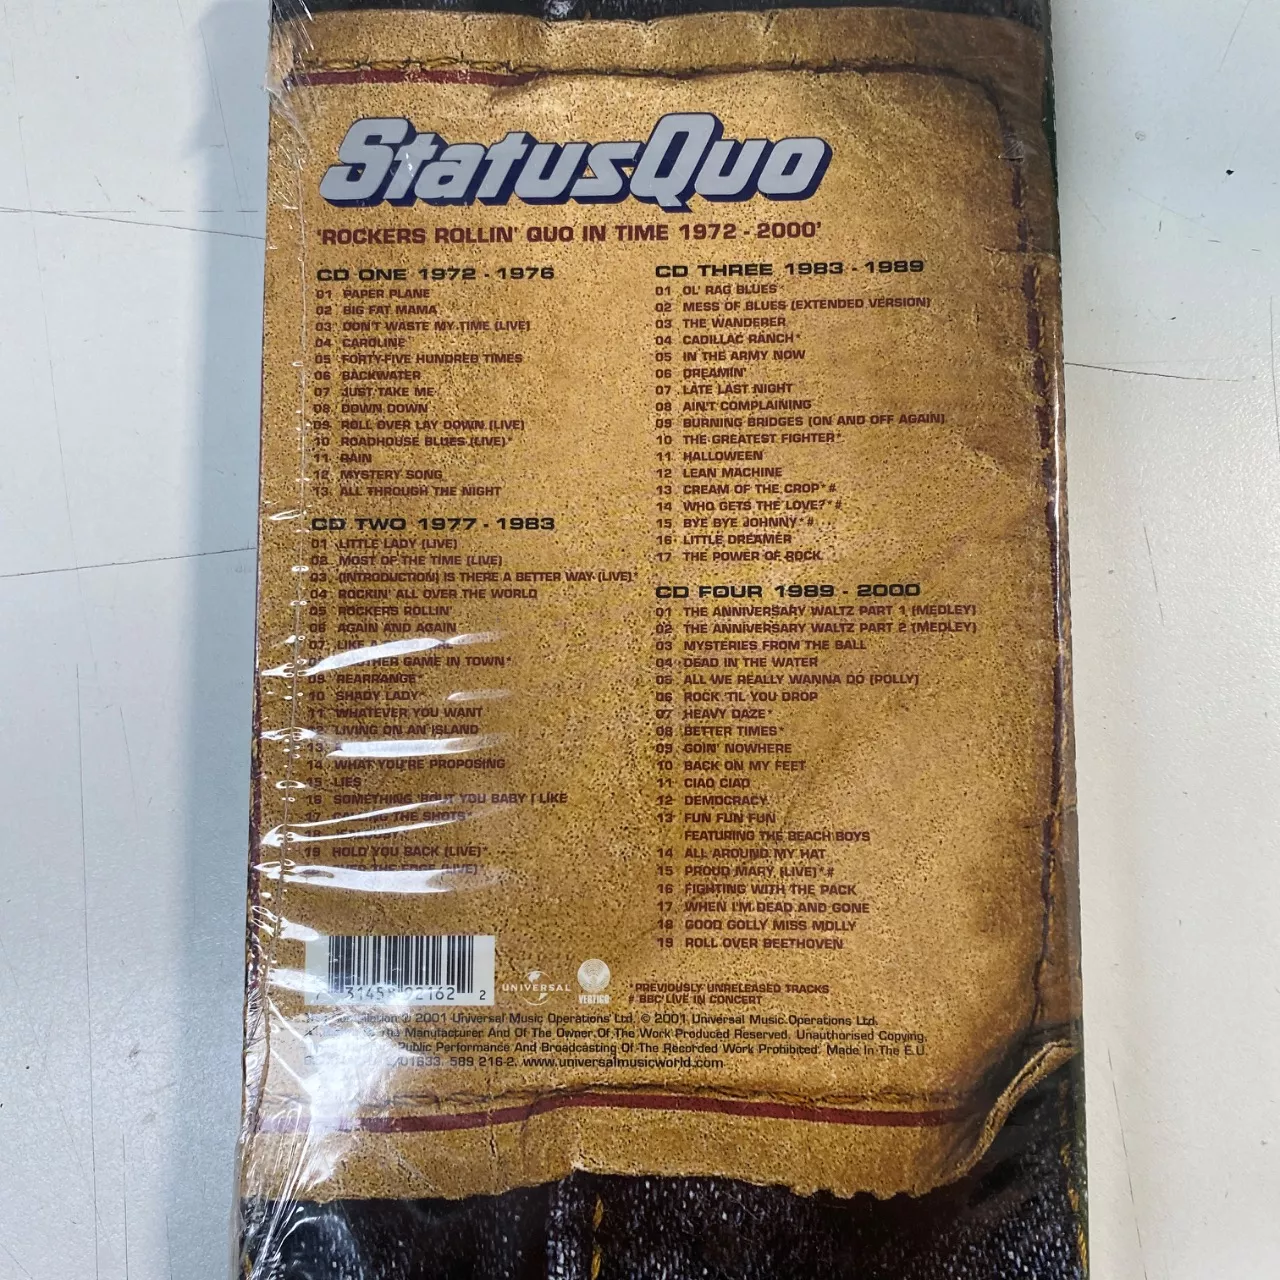 StatusQuo
'ROCKERS ROLLIN' QUO IN TIME 1972 - 2000'
CD ONE 1972 - 1976
01 PAPER PLANE
02 BIG FAT MAMA
03 DON'T WASTE MY TIME (LIVE)
04 CAROLINE
05 FORTY-FIVE HUNDRED TIMES
06 BACKWATER
07 JUST TAKE ME
08 DOWN DOWN
09 ROLL OVER LAY DOWN (LIVE)
10 ROADHOUSE BLUES (LIVE)*
11 RAIN
12 MYSTERY SONG
13 ALL THROUGH THE NIGHT
CD TWO 1977 - 1983
01 LITTLE LADY (LIVE)
02 MOST OF THE TIME (LIVE)
03 (INTRODUCTION) IS THERE A BETTER WAY (LIVE)*
04 ROCKIN' ALL OVER THE WORLD
05 ROCKERS ROLLIN'
06 AGAIN AND AGAIN
07 LIKE A
GAME IN TOWN*
09 REARRANGE*
10 SHADY LADY*
11 WHATEVER YOU WANT
12 LIVING ON AN ISLAND
13
14 WHAT YOU'RE PROPOSING
15 LIES
16 SOMETHING 'BOUT YOU BABY I LIKE
17 THE SHOTS*
18
19 HOLD YOU BACK (LIVE)*
THE EDGE (LIVE)*
CD THREE 1983 - 1989
01 OL' RAG BLUES
02 MESS OF BLUES (EXTENDED VERSION)
03 THE WANDERER
04 CADILLAC RANCH*
05 IN THE ARMY NOW
06 DREAMIN'
07 LATE LAST NIGHT
08 AIN'T COMPLAINING
09 BURNING BRIDGES (ON AND OFF AGAIN)
10 THE GREATEST FIGHTER*
11 HALLOWEEN
12 LEAN MACHINE
13 CREAM OF THE CROP*#
14 WHO GETS THE LOVE?*#
15 BYE BYE JOHNNY*#
16 LITTLE DREAMER
17 THE POWER OF ROCK
CD FOUR 1989 - 2000
01 THE ANNIVERSARY WALTZ PART 1 (MEDLEY)
02 THE ANNIVERSARY WALTZ PART 2 (MEDLEY)
03 MYSTERIES FROM THE BALL
04 DEAD IN THE WATER
05 ALL WE REALLY WANNA DO (POLLY)
06 ROCK 'TIL YOU DROP
07 HEAVY DAZE*
08 BETTER TIMES*
09 GOIN' NOWHERE
10 BACK ON MY FEET
11 CIAO CIAO
12 DEMOCRACY
13 FUN FUN FUN
FEATURING THE BEACH BOYS
14 ALL AROUND MY HAT
15 PROUD MARY (LIVE)*#
16 FIGHTING WITH THE PACK
17 WHEN I'M DEAD AND GONE
18 GOOD GOLLY MISS MOLLY
19 ROLL OVER BEETHOVEN
2
UNIVERSAL
VERTIGO
*PREVIOUSLY UNRELEASED TRACKS
# BBC LIVE IN CONCERT
℗ 2001 Universal Music Operations Ltd. © 2001 Universal Music Operations Ltd.
Manufacturer And Of The Owner Of The Work Produced Reserved. Unauthorised Copying,
Public Performance And Broadcasting Of The Recorded Work Prohibited. Made In The E.U.
589 216-2. www.universalmusicworld.com